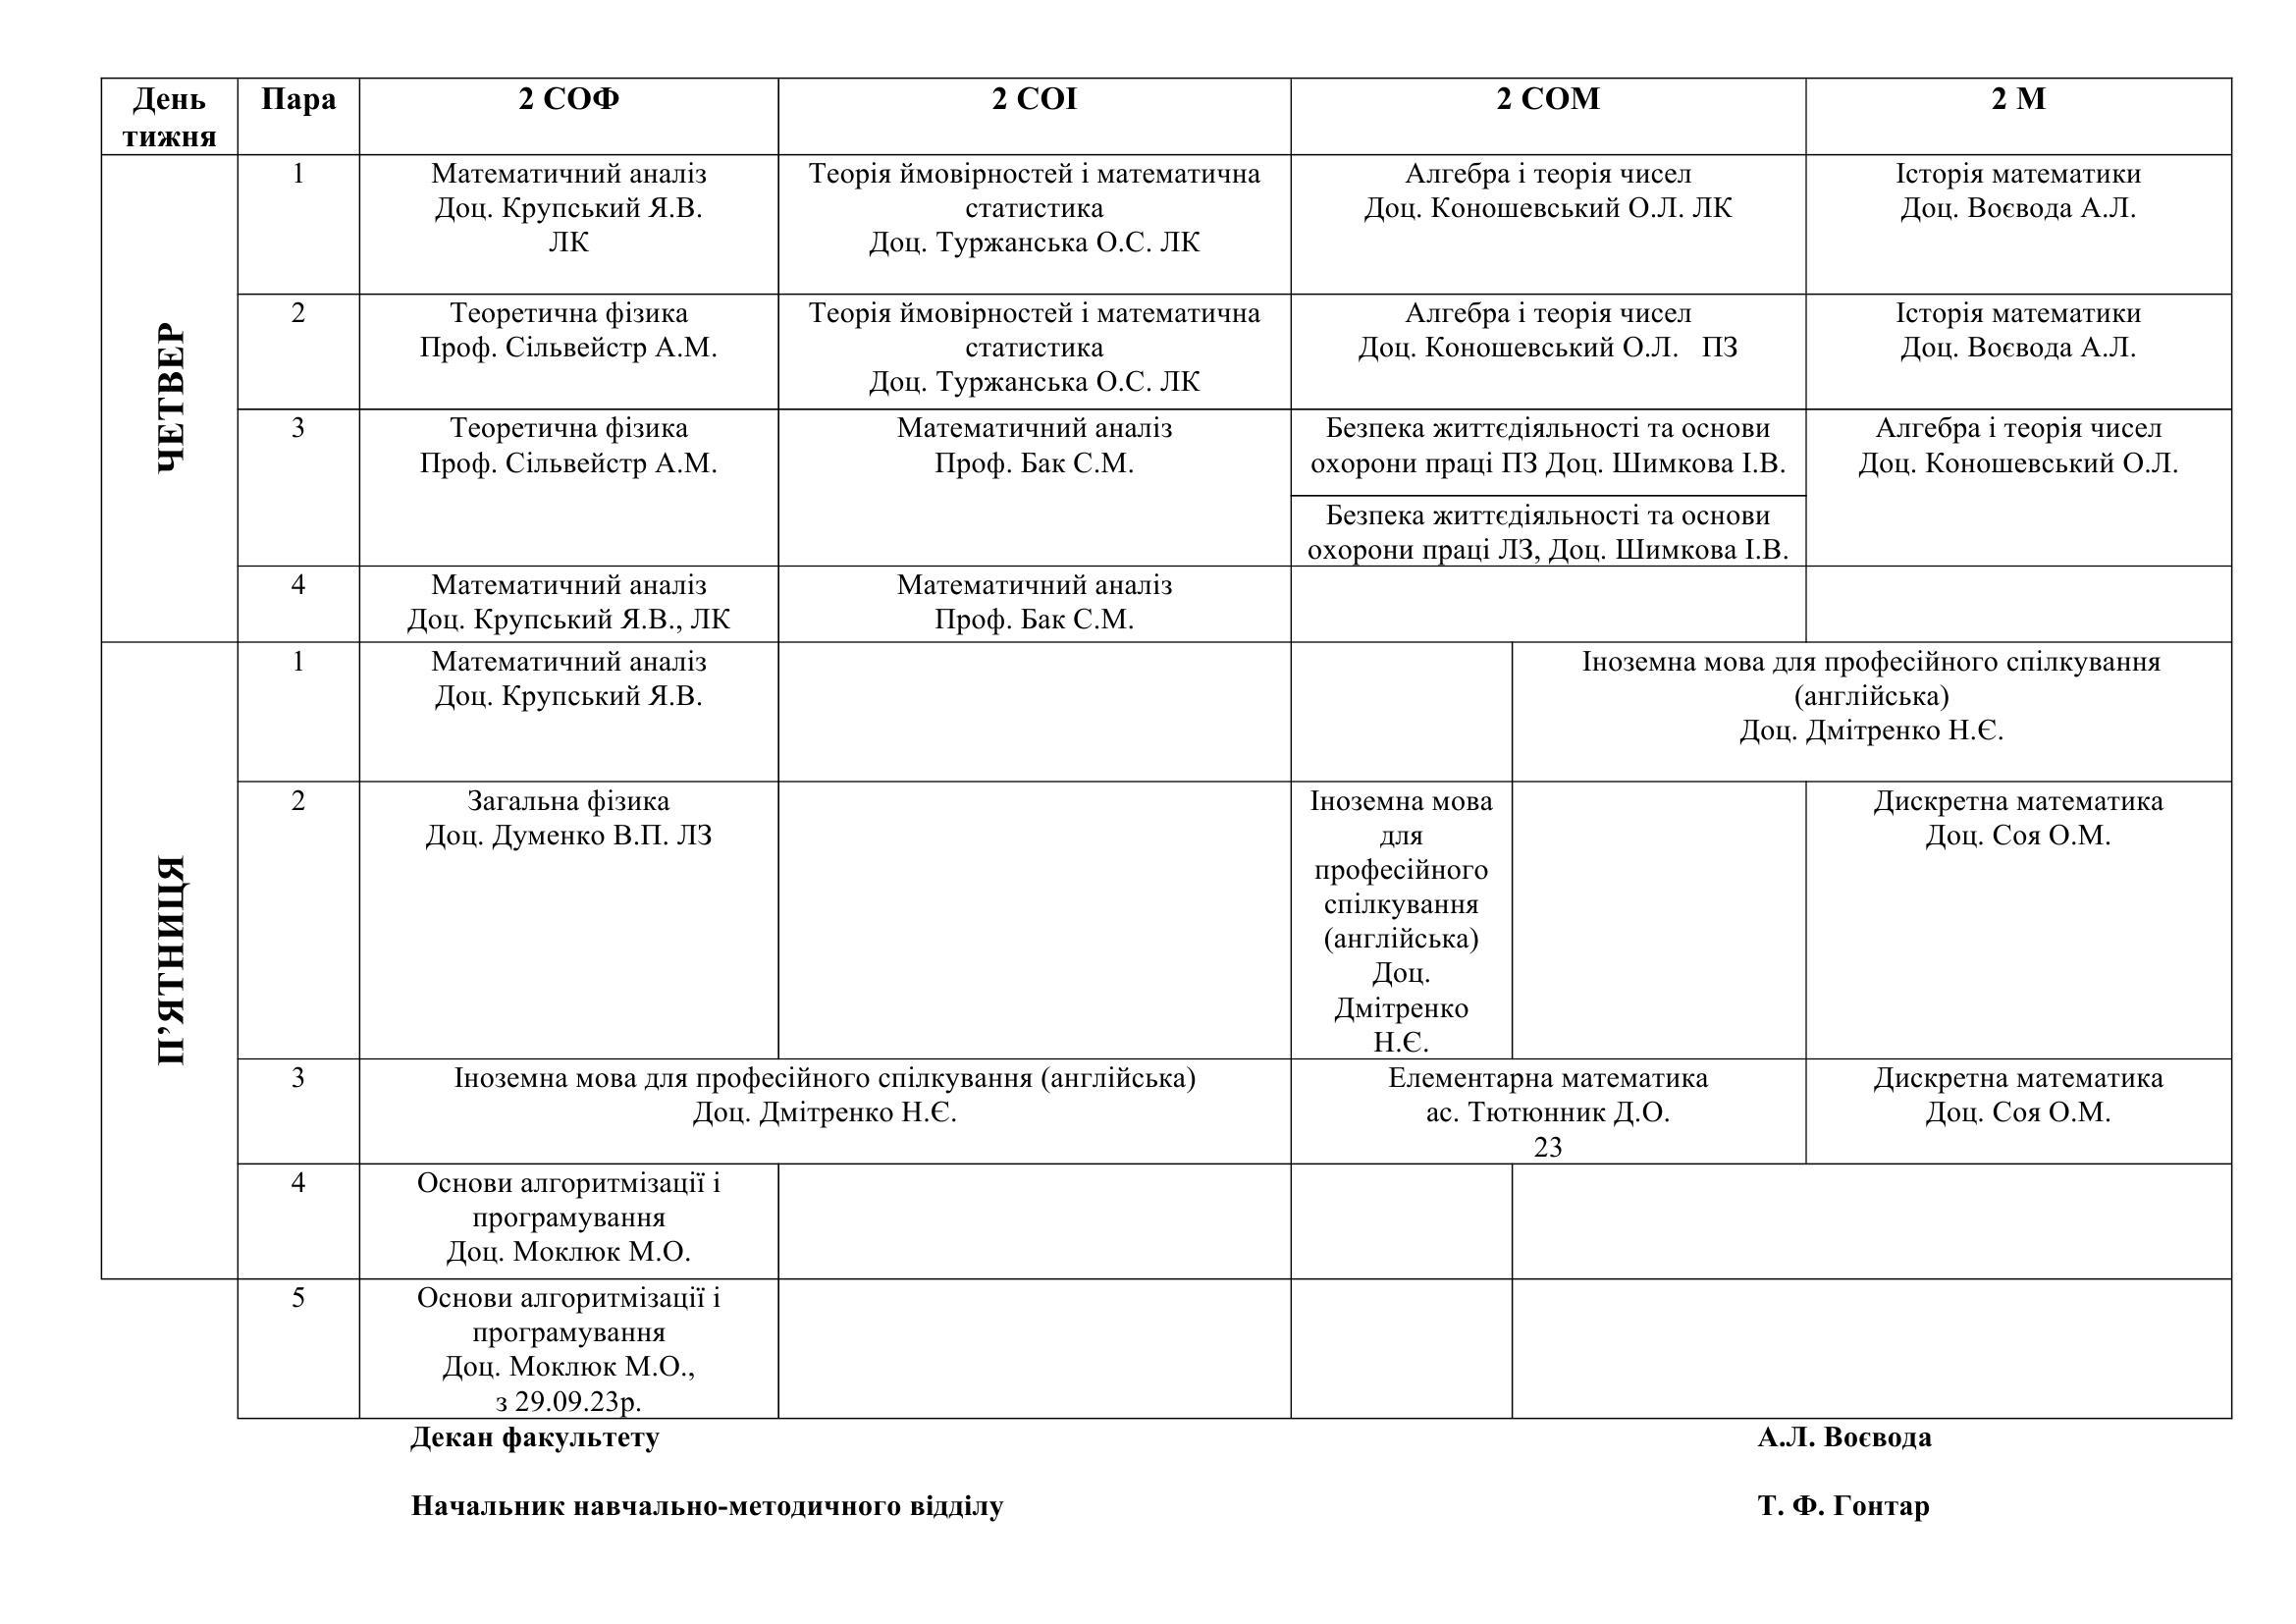 День
тижня
Пара
2 СОФ
2 СОІ
2 СОМ
2 М
ЧЕТВЕР
1
Математичний аналіз
Доц. Крупський Я.В.
ЛК
Теорія ймовірностей і математична
статистика
Доц. Туржанська О.С. ЛК
Алгебра і теорія чисел
Доц. Коношевський О.Л. ЛК
Історія математики
Доц. Воєвода А.Л.
2
Теоретична фізика
Проф. Сільвейстр А.М.
Теорія ймовірностей і математична
статистика
Доц. Туржанська О.С. ЛК
Алгебра і теорія чисел
Доц. Коношевський О.Л.   ПЗ
Історія математики
Доц. Воєвода А.Л.
3
Теоретична фізика
Проф. Сільвейстр А.М.
Математичний аналіз
Проф. Бак С.М.
Безпека життєдіяльності та основи
охорони праці ПЗ Доц. Шимкова І.В.
Безпека життєдіяльності та основи
охорони праці ЛЗ, Доц. Шимкова І.В.
Алгебра і теорія чисел
Доц. Коношевський О.Л.
4
Математичний аналіз
Доц. Крупський Я.В., ЛК
Математичний аналіз
Проф. Бак С.М.
П’ЯТНИЦЯ
1
Математичний аналіз
Доц. Крупський Я.В.
Іноземна мова для професійного спілкування
(англійська)
Доц. Дмітренко Н.Є.
2
Загальна фізика
Доц. Думенко В.П. ЛЗ
Іноземна мова
для
професійного
спілкування
(англійська)
Доц.
Дмітренко
Н.Є.
Дискретна математика
Доц. Соя О.М.
3
Іноземна мова для професійного спілкування (англійська)
Доц. Дмітренко Н.Є.
Елементарна математика
ас. Тютюнник Д.О.
23
Дискретна математика
Доц. Соя О.М.
4
Основи алгоритмізації і
програмування
Доц. Моклюк М.О.
5
Основи алгоритмізації і
програмування
Доц. Моклюк М.О.,
з 29.09.23р.
Декан факультету
А.Л. Воєвода
Начальник навчально-методичного відділу
Т. Ф. Гонтар